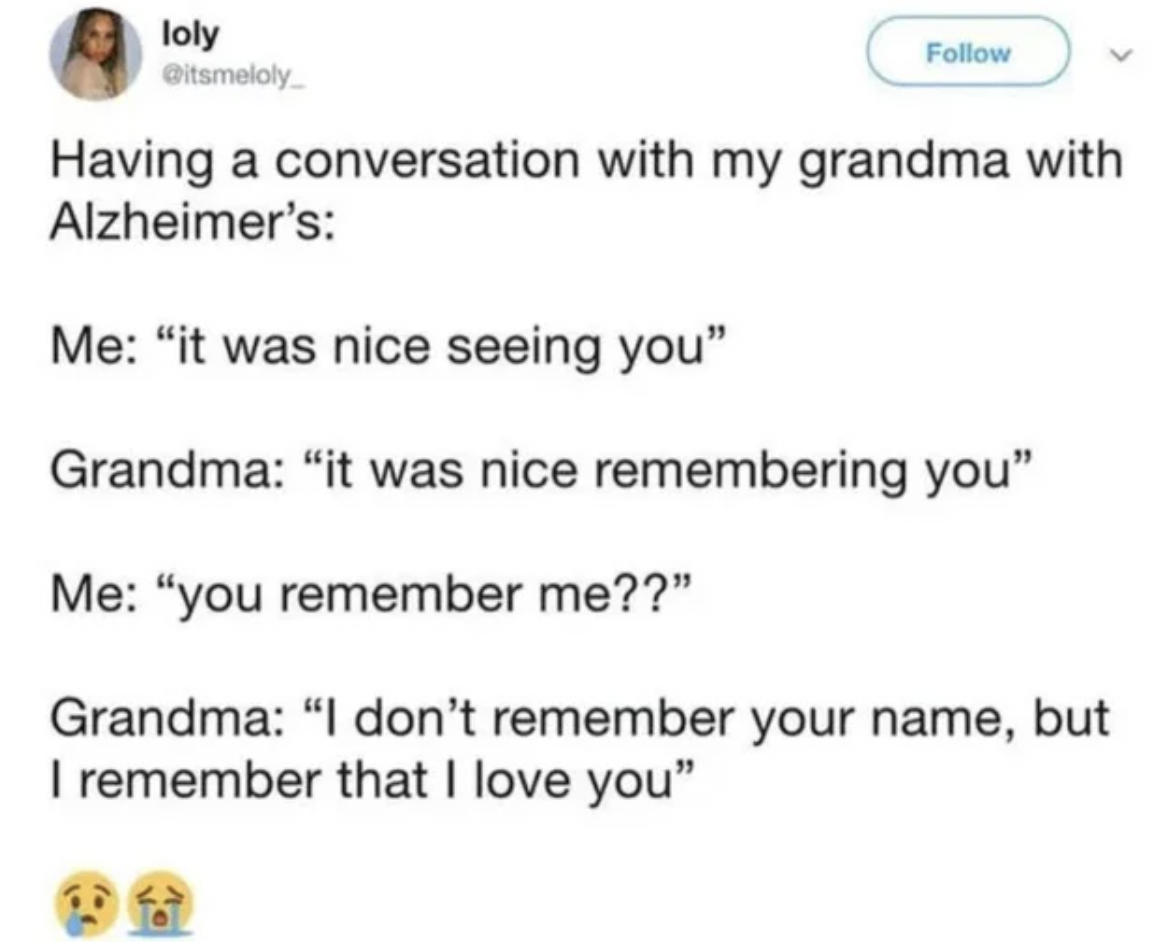 loly
@itsmeloly_
Follow
Having a conversation with my grandma with
Alzheimer’s:
Me: “it was nice seeing you”
Grandma: “it was nice remembering you”
Me: “you remember me??”
Grandma: “I don’t remember your name, but
I remember that I love you”
😢😭